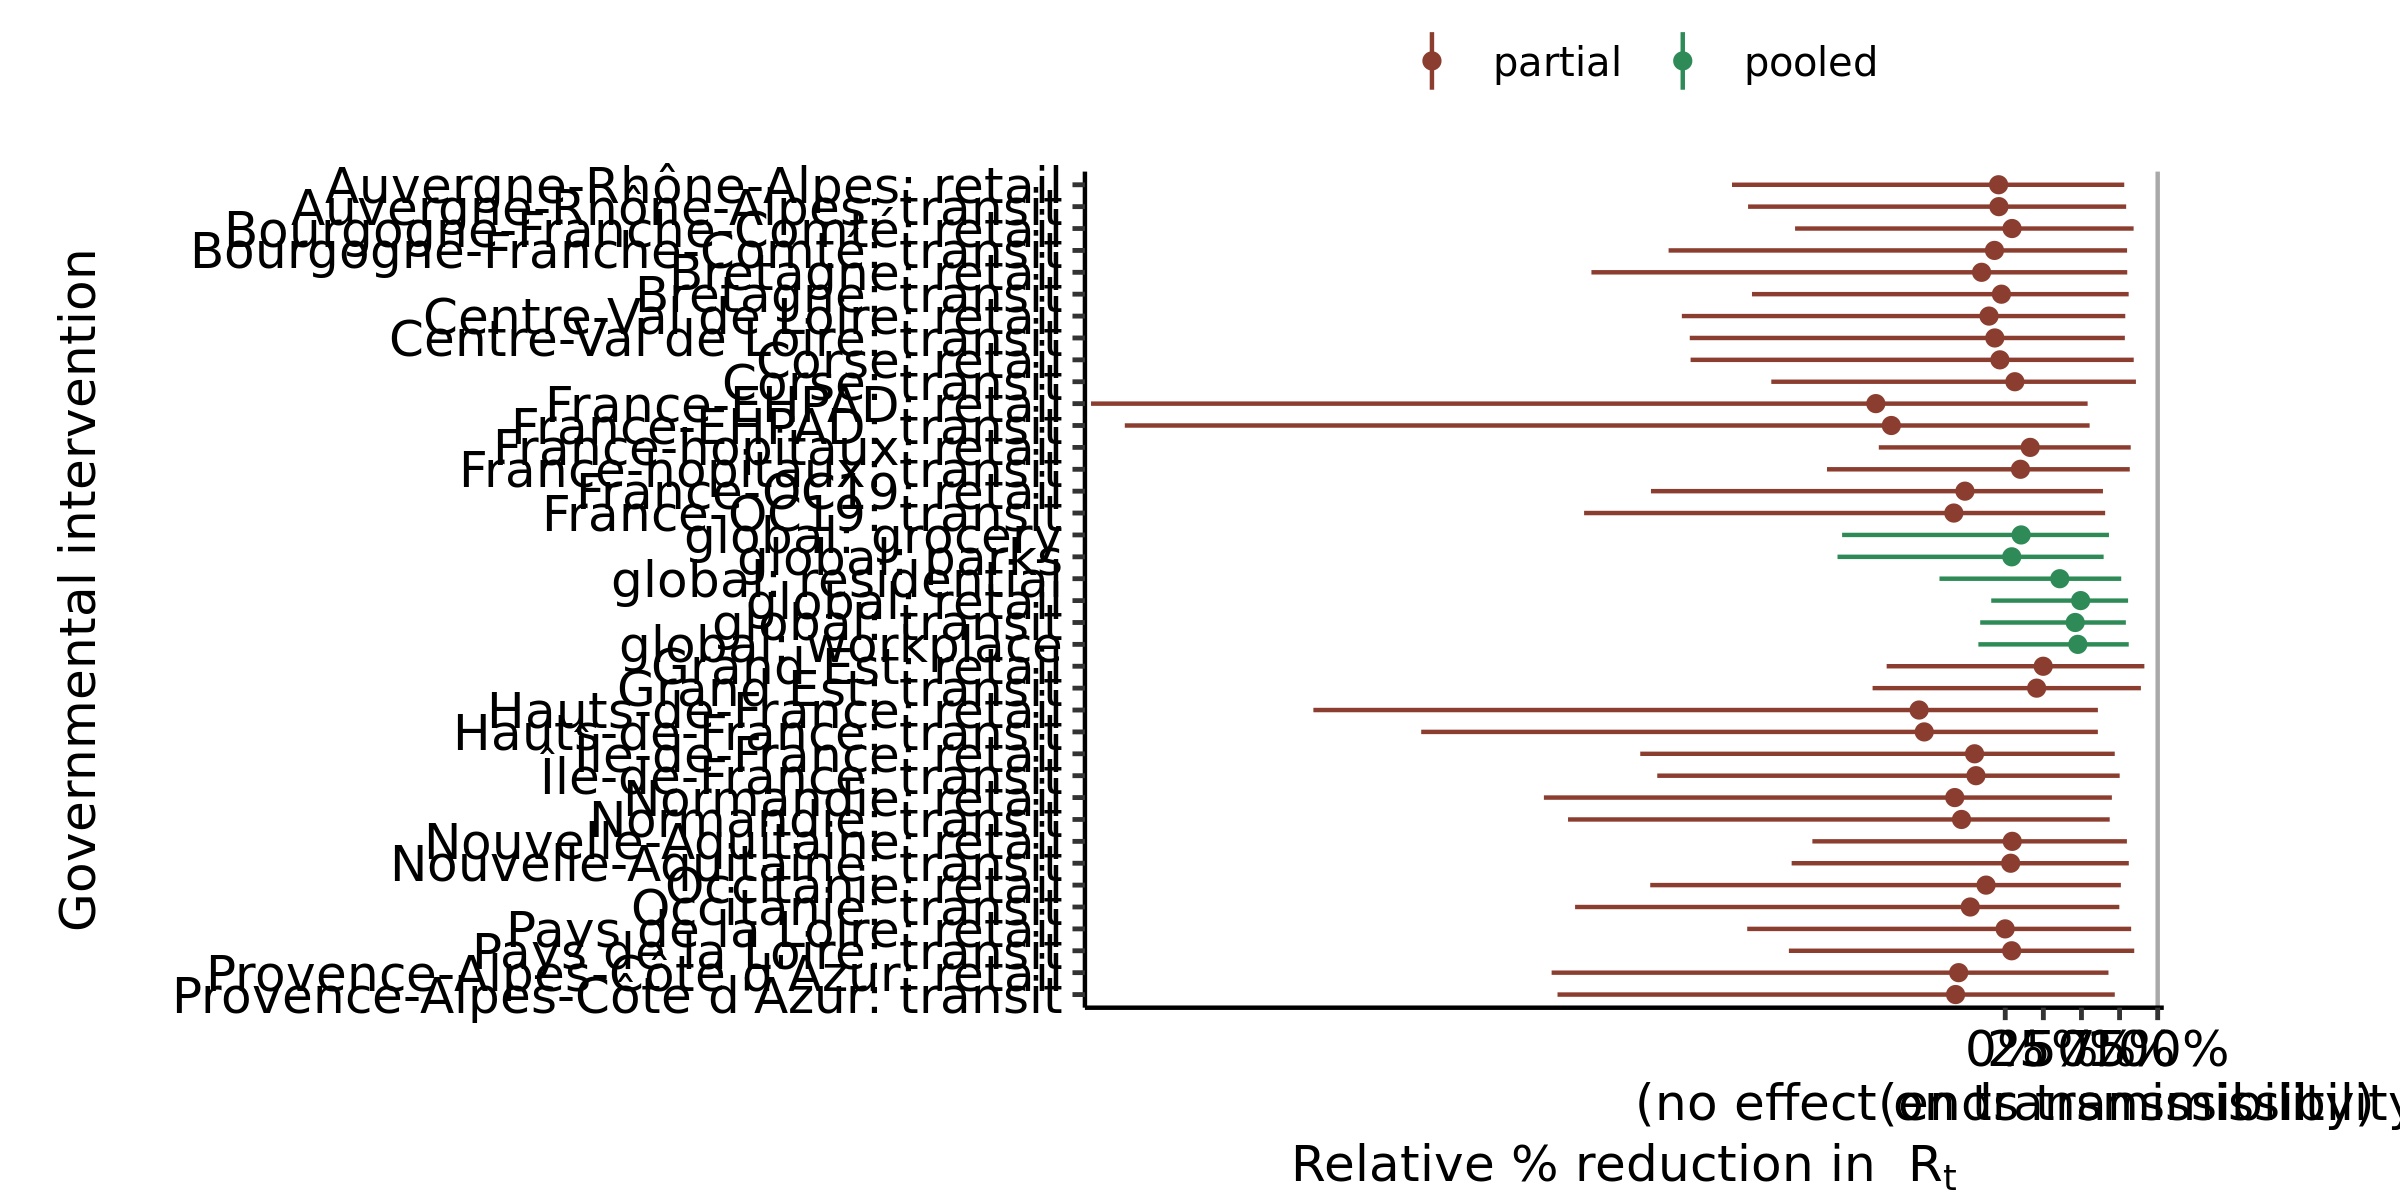 partial pooled
Governmental intervention
Auvergne-Rhône-Alpes: retail
Auvergne-Rhône-Alpes: transit
Bourgogne-Franche-Comté: retail
Bourgogne-Franche-Comté: transit
Bretagne: retail
Bretagne: transit
Centre-Val de Loire: retail
Centre-Val de Loire: transit
Corse: retail
Corse: transit
France-EHPAD: retail
France-EHPAD: transit
France-hopitaux: retail
France-hopitaux: transit
France-OC19: retail
France-OC19: transit
global: grocery
global: parks
global: residential
global: retail
global: transit
global: workplace
Grand Est: retail
Grand Est: transit
Hauts-de-France: retail
Hauts-de-France: transit
Île-de-France: retail
Île-de-France: transit
Normandie: retail
Normandie: transit
Nouvelle-Aquitaine: retail
Nouvelle-Aquitaine: transit
Occitanie: retail
Occitanie: transit
Pays de la Loire: retail
Pays de la Loire: transit
Provence-Alpes-Côte d'Azur: retail
Provence-Alpes-Côte d'Azur: transit
0% 25% 50% 75% 100%
(no effect on transmissibility) (ends transmissibility
Relative % reduction in Rt